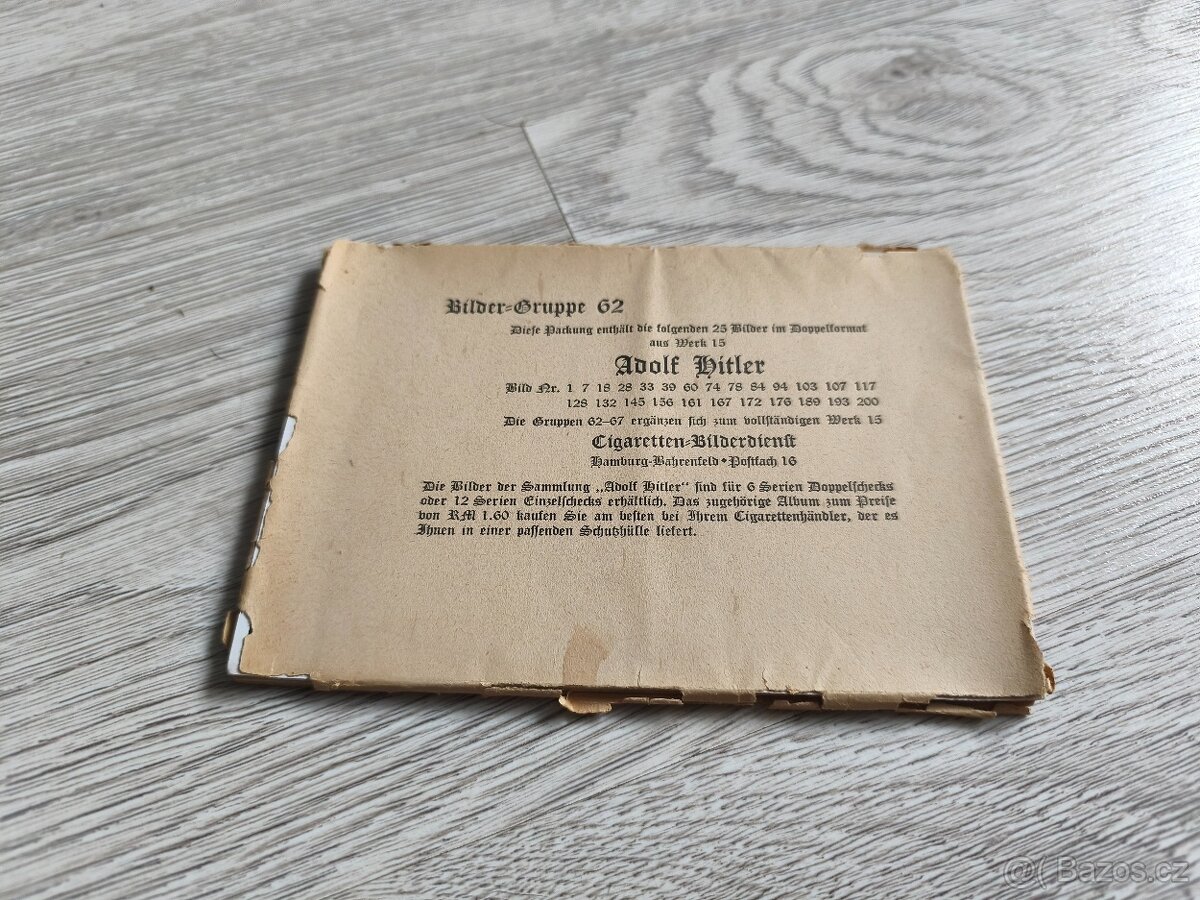 Bilder=Gruppe 62
Diese Packung enthält die folgenden 25 Bilder im Doppelformat
aus Werk 15
Adolf Hitler
Bild Nr. 1 7 18 28 33 39 60 74 78 84 94 103 107 117
128 132 145 156 161 167 172 176 189 193 200
Die Gruppen 62–67 ergänzen sich zum vollständigen Werk 15
Cigaretten=Bilderdienst
Hamburg-Bahrenfeld • Postfach 16
Die Bilder der Sammlung „Adolf Hitler" sind für 6 Serien Doppelschecks
oder 12 Serien Einzelschecks erhältlich. Das zugehörige Album zum Preise
von RM 1.60 kaufen Sie am besten bei Ihrem Cigarettenhändler, der es
Ihnen in einer passenden Schutzhülle liefert.
Bazos.cz